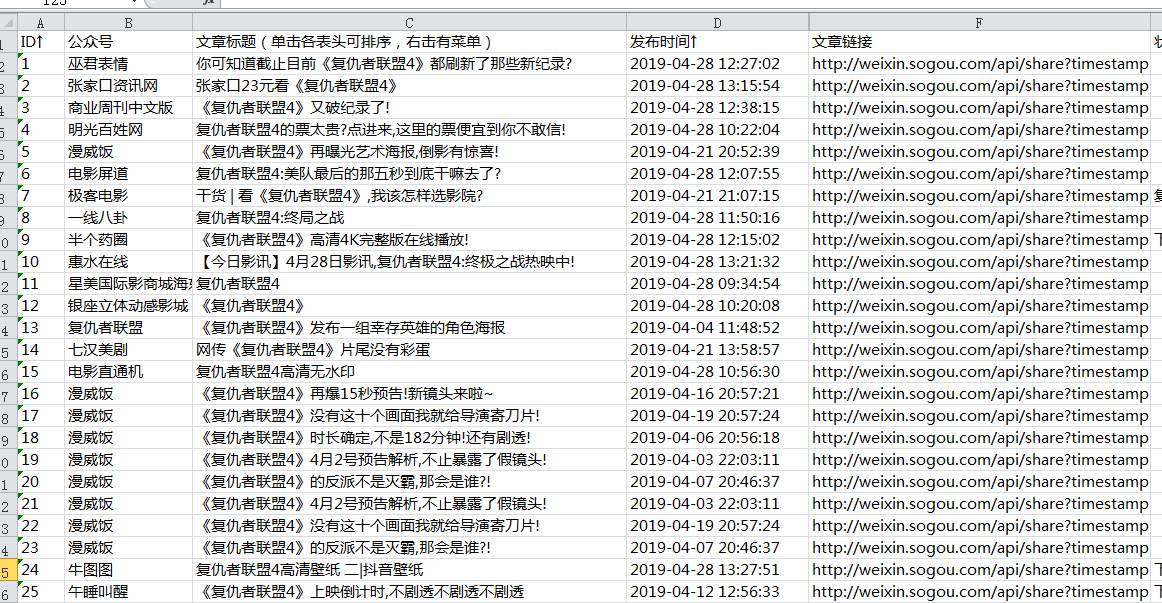 A B C D F
ID↑ 公众号 文章标题（单击各表头可排序，右击有菜单） 发布时间↑ 文章链接
1 巫君表情 你可知道截止目前《复仇者联盟4》都刷新了那些新纪录? 2019-04-28 12:27:02 http://weixin.sogou.com/api/share?timestamp
2 张家口资讯网 张家口23元看《复仇者联盟4》 2019-04-28 13:15:54 http://weixin.sogou.com/api/share?timestamp
3 商业周刊中文版 《复仇者联盟4》又破纪录了! 2019-04-28 12:38:15 http://weixin.sogou.com/api/share?timestamp
4 明光百姓网 复仇者联盟4的票太贵?点进来,这里的票便宜到你不敢信! 2019-04-28 10:22:04 http://weixin.sogou.com/api/share?timestamp
5 漫威饭 《复仇者联盟4》再曝光艺术海报,倒影有惊喜! 2019-04-21 20:52:39 http://weixin.sogou.com/api/share?timestamp
6 电影屏道 复仇者联盟4:美队最后的那五秒到底干嘛去了? 2019-04-28 12:07:55 http://weixin.sogou.com/api/share?timestamp
7 极客电影 干货 | 看《复仇者联盟4》,我该怎样选影院? 2019-04-21 21:07:15 http://weixin.sogou.com/api/share?timestamp
8 一线八卦 复仇者联盟4:终局之战 2019-04-28 11:50:16 http://weixin.sogou.com/api/share?timestamp
9 半个药圈 《复仇者联盟4》高清4K完整版在线播放! 2019-04-28 12:15:02 http://weixin.sogou.com/api/share?timestamp
10 惠水在线 【今日影讯】4月28日影讯,复仇者联盟4:终极之战热映中! 2019-04-28 13:21:32 http://weixin.sogou.com/api/share?timestamp
11 星美国际影商城海 复仇者联盟4 2019-04-28 09:34:54 http://weixin.sogou.com/api/share?timestamp
12 银座立体动感影城 《复仇者联盟4》 2019-04-28 10:20:08 http://weixin.sogou.com/api/share?timestamp
13 复仇者联盟 《复仇者联盟4》发布一组幸存英雄的角色海报 2019-04-04 11:48:52 http://weixin.sogou.com/api/share?timestamp
14 七汉美剧 网传《复仇者联盟4》片尾没有彩蛋 2019-04-21 13:58:57 http://weixin.sogou.com/api/share?timestamp
15 电影直通机 复仇者联盟4高清无水印 2019-04-28 10:56:30 http://weixin.sogou.com/api/share?timestamp
16 漫威饭 《复仇者联盟4》再爆15秒预告!新镜头来啦~ 2019-04-16 20:57:21 http://weixin.sogou.com/api/share?timestamp
17 漫威饭 《复仇者联盟4》没有这十个画面我就给导演寄刀片! 2019-04-19 20:57:24 http://weixin.sogou.com/api/share?timestamp
18 漫威饭 《复仇者联盟4》时长确定,不是182分钟!还有剧透! 2019-04-06 20:56:18 http://weixin.sogou.com/api/share?timestamp
19 漫威饭 《复仇者联盟4》4月2号预告解析,不止暴露了假镜头! 2019-04-03 22:03:11 http://weixin.sogou.com/api/share?timestamp
20 漫威饭 《复仇者联盟4》的反派不是灭霸,那会是谁?! 2019-04-07 20:46:37 http://weixin.sogou.com/api/share?timestamp
21 漫威饭 《复仇者联盟4》4月2号预告解析,不止暴露了假镜头! 2019-04-03 22:03:11 http://weixin.sogou.com/api/share?timestamp
22 漫威饭 《复仇者联盟4》没有这十个画面我就给导演寄刀片! 2019-04-19 20:57:24 http://weixin.sogou.com/api/share?timestamp
23 漫威饭 《复仇者联盟4》的反派不是灭霸,那会是谁?! 2019-04-07 20:46:37 http://weixin.sogou.com/api/share?timestamp
24 牛图图 复仇者联盟4高清壁纸 二|抖音壁纸 2019-04-28 13:27:51 http://weixin.sogou.com/api/share?timestamp
25 午睡叫醒 《复仇者联盟4》上映倒计时,不剧透不剧透不剧透 2019-04-12 12:56:33 http://weixin.sogou.com/api/share?timestamp